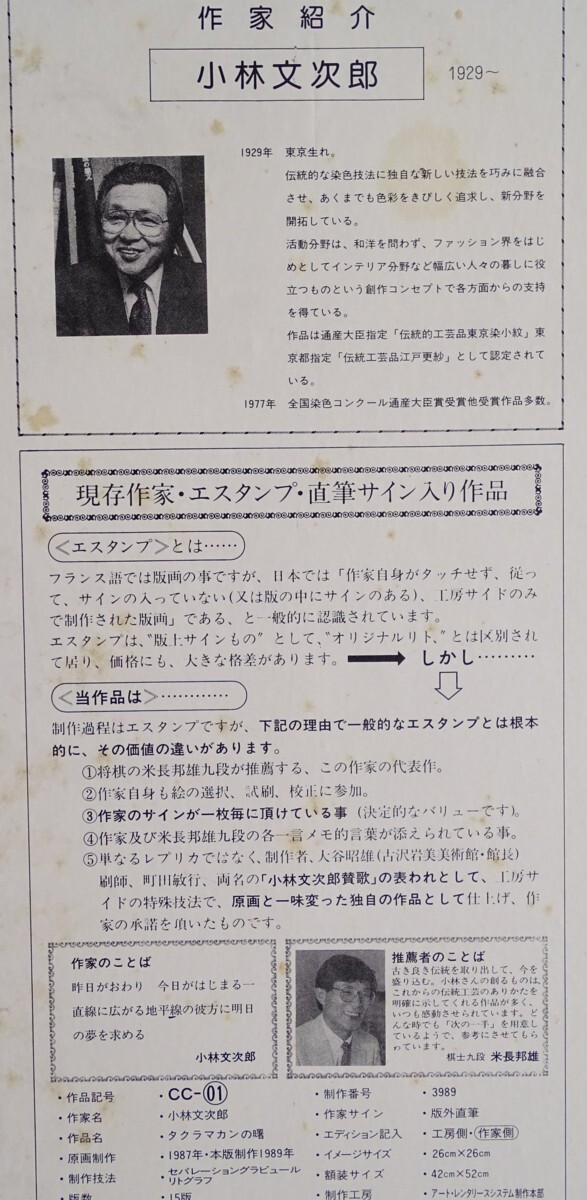 作家紹介
小林文次郎 1929～
1929年 東京生れ。
伝統的な染色技法に独自な新しい技法を巧みに融合
させ、あくまでも色彩をきびしく追求し、新分野を
開拓している。
活動分野は、和洋を問わず、ファッション界をはじ
めとしてインテリア分野など幅広い人々の暮しに役
立つものという創作コンセプトで各方面からの支持
を得ている。
作品は通産大臣指定「伝統的工芸品東京染小紋」東
京都指定「伝統工芸品江戸更紗」として認定されて
いる。
1977年 全国染色コンクール通産大臣賞受賞他受賞作品多数。
現存作家・エスタンプ・直筆サイン入り作品
＜エスタンプ＞とは……
フランス語では版画の事ですが、日本では「作家自身がタッチせず、従っ
て、サインの入っていない(又は版の中にサインのある)、工房サイドのみ
で制作された版画」である、と一般的に認識されています。
エスタンプは、“版上サインもの”として、“オリジナルリト、”とは区別され
て居り、価格にも、大きな格差があります。 ➡ しかし………
＜当作品は＞…………
制作過程はエスタンプですが、下記の理由で一般的なエスタンプとは根本
的に、その価値の違いがあります。
①将棋の米長邦雄九段が推薦する、この作家の代表作。
②作家自身も絵の選択、試刷、校正に参加。
③作家のサインが一枚毎に頂けている事 (決定的なバリューです)。
④作家及び米長邦雄九段の各一言メモ的言葉が添えられている事。
⑤単なるレプリカではなく、制作者、大谷昭雄(古沢岩美美術館・館長)
刷師、町田敏行、両名の「小林文次郎賛歌」の表われとして、工房サ
イドの特殊技法で、原画と一味変った独自の作品として仕上げ、作
家の承諾を頂いたものです。
作家のことば
昨日がおわり 今日がはじまる一
直線に広がる地平線の彼方に明日
の夢を求める
小林文次郎
推薦者のことば
古き良き伝統を取り出して、今を
盛り込む。小林さんの創るものは、
これからの伝統工芸のありかたを
明確に示してくれる作品が多く、
いつも感動させられています。ど
んな時でも「次の一手」を用意し
ているようで、参考にさせてもら
っています。
棋士九段 米長邦雄
・作品記号 ・CC-01
・作家名 ・小林文次郎
・作品名 ・タクラマカンの曙
・原画制作 ・1987年・本版制作1989年
・制作技法 ・セパレーショングラビュールリトグラフ
・版数 ・15版
・制作番号 ・3989
・作家サイン ・版外直筆
・エディション記入 ・工房側・作家側
・イメージサイズ ・26cm×26cm
・額装サイズ ・42cm×52cm
・制作工房 ・アート・レンタリースシステム制作本部